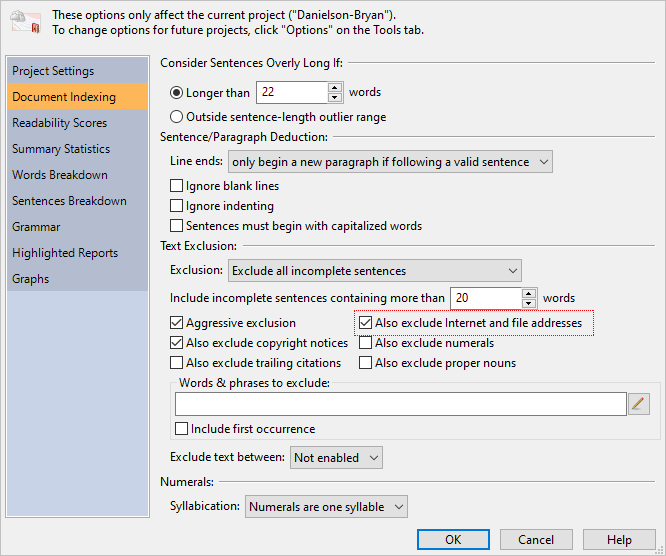 These options only affect the current project ("Danielson-Bryan").
To change options for future projects, click "Options" on the Tools tab.
Project Settings
Document Indexing
Readability Scores
Summary Statistics
Words Breakdown
Sentences Breakdown
Grammar
Highlighted Reports
Graphs
Consider Sentences Overly Long If:
Longer than 22 words
Outside sentence-length outlier range
Sentence/Paragraph Deduction:
Line ends: only begin a new paragraph if following a valid sentence
Ignore blank lines
Ignore indenting
Sentences must begin with capitalized words
Text Exclusion:
Exclusion: Exclude all incomplete sentences
Include incomplete sentences containing more than 20 words
Aggressive exclusion Also exclude Internet and file addresses
Also exclude copyright notices Also exclude numerals
Also exclude trailing citations Also exclude proper nouns
Words & phrases to exclude:
Include first occurrence
Exclude text between: Not enabled
Numerals:
Syllabication: Numerals are one syllable
OK Cancel Help